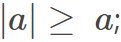 |a| ≥ a;